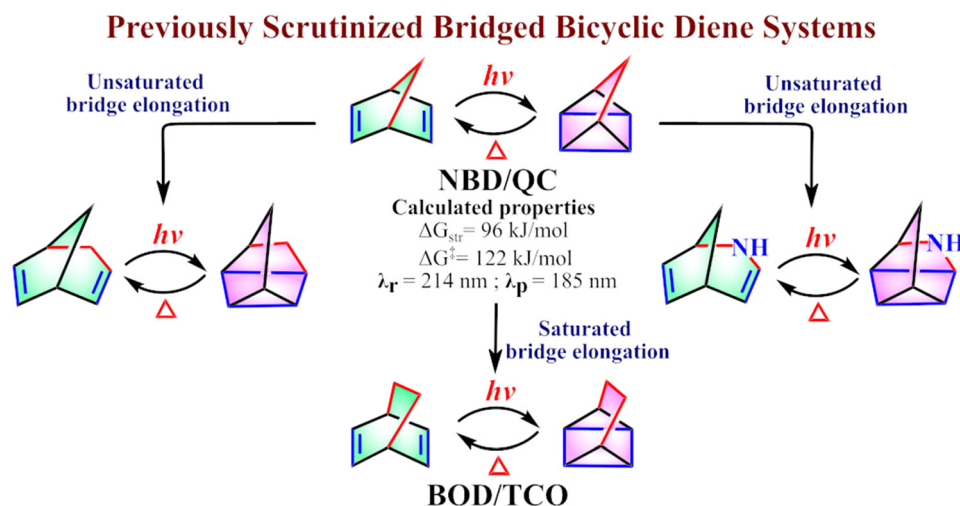 Previously Scrutinized Bridged Bicyclic Diene Systems
Unsaturated
bridge elongation
hν
Δ
Unsaturated
bridge elongation
NBD/QC
Calculated properties
ΔGstr= 96 kJ/mol
ΔG‡= 122 kJ/mol
λr = 214 nm ; λp = 185 nm
hν
Δ
NH
hν
Δ
NH
Saturated
bridge elongation
hν
Δ
BOD/TCO